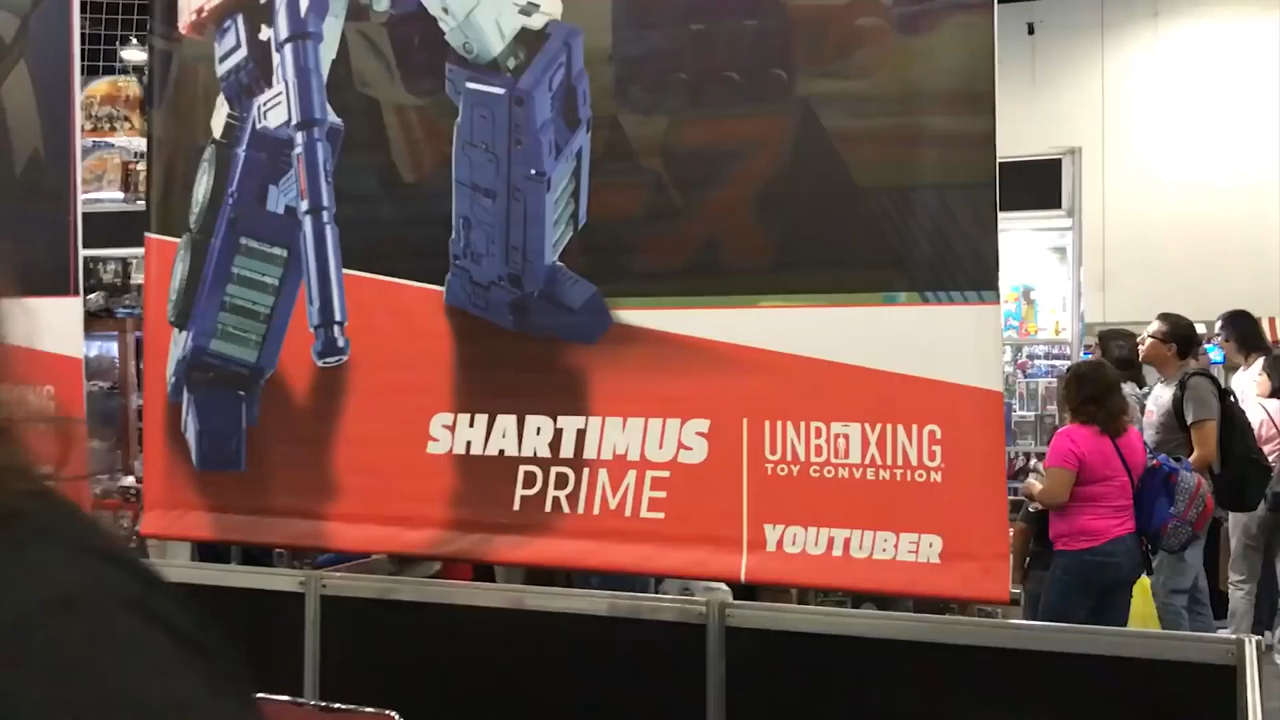 SHARTIMUS
PRIME
UNBOXING
TOY CONVENTION
YOUTUBER